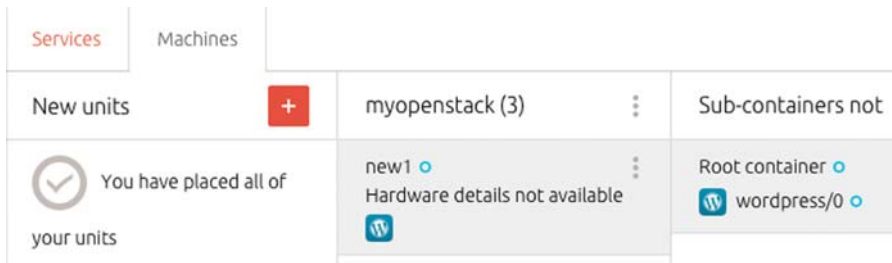 Services
Machines
New units
+
myopenstack (3)
Sub-containers not
You have placed all of
your units
new1
Hardware details not available
Root container
wordpress/0